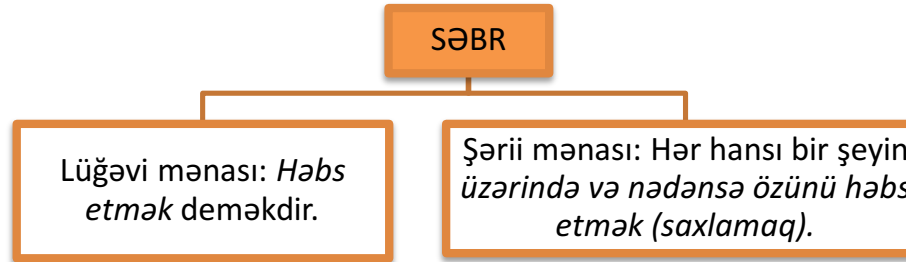 SƏBR
Lüğəvi mənası: Həbs
etmək deməkdir.
Şərii mənası: Hər hansı bir şeyin
üzərində və nədənsə özünü həbs
etmək (saxlamaq).